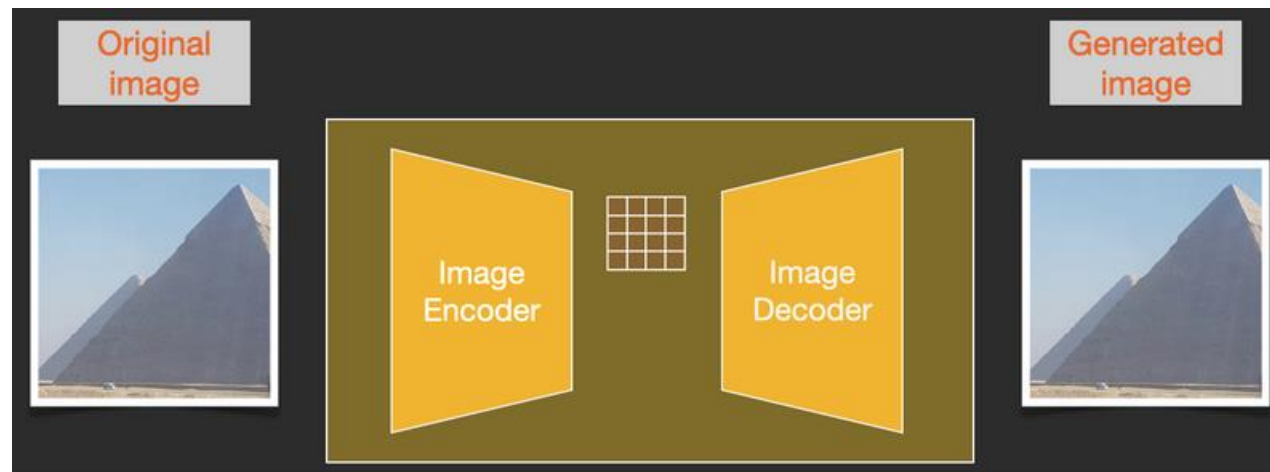 Original
image
Generated
image
Image
Encoder
Image
Decoder